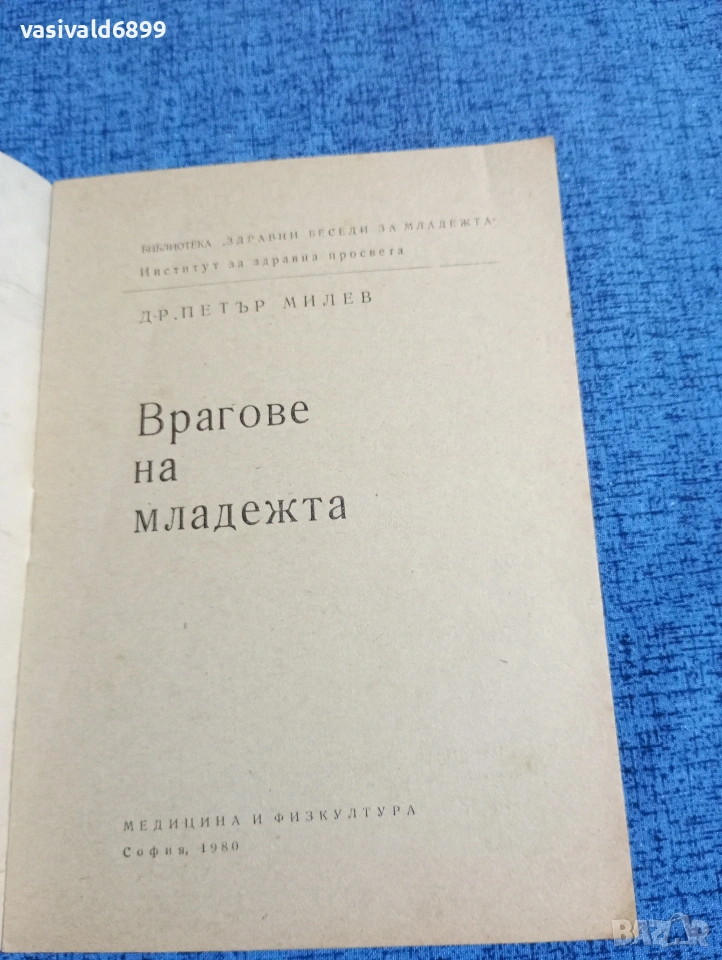 vasivald6899
БИБЛИОТЕКА „ЗДРАВНИ БЕСЕДИ ЗА МЛАДЕЖТА“
Институт за здравна просвета
Д-Р. ПЕТЪР МИЛЕВ
Врагове
на
младежта
МЕДИЦИНА И ФИЗКУЛТУРА
София, 1980
BAZAR